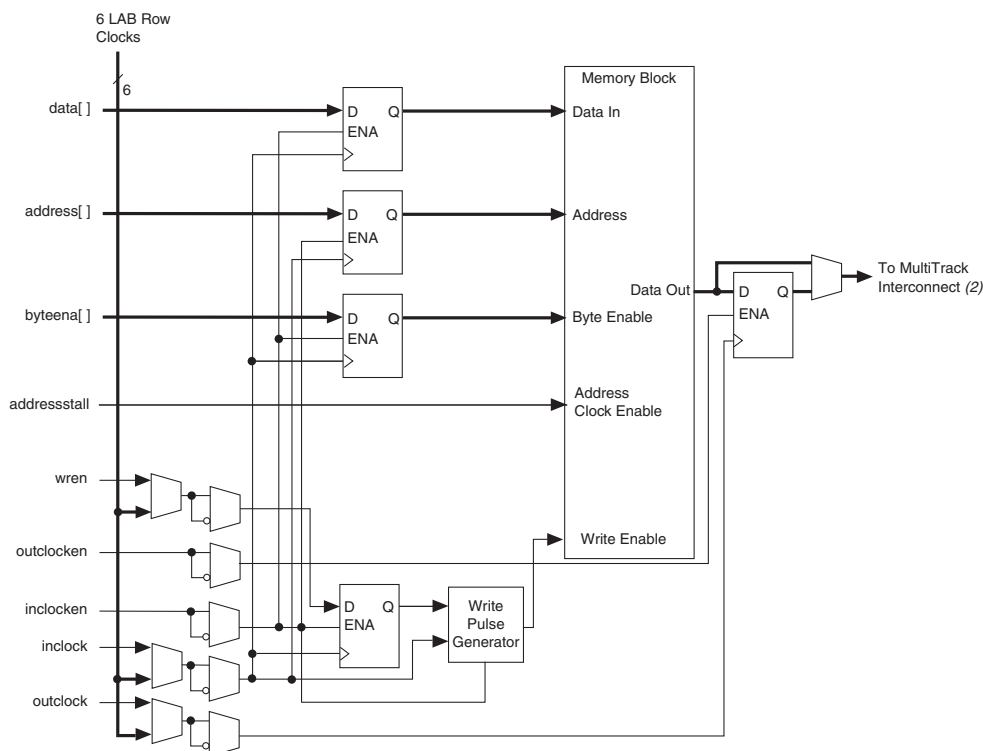 6 LAB Row
Clocks
6
Memory Block
data[ ]
D Q
ENA
Data In
address[ ]
D Q
ENA
Address
To MultiTrack
Interconnect (2)
Data Out
D Q
ENA
byteena[ ]
D Q
ENA
Byte Enable
addressstall
Address
Clock Enable
wren
Write Enable
outclocken
inclocken
D Q
ENA
Write
Pulse
Generator
inclock
outclock